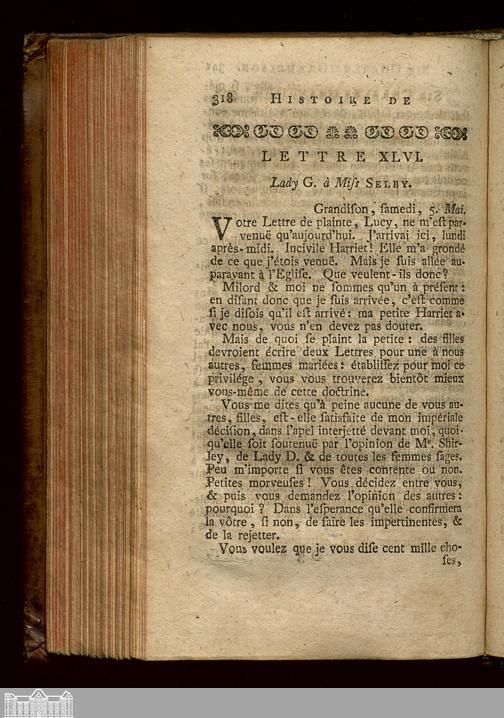 318 HISTOIRE DE
LETTRE XLVI.
Lady G. à Miſs SELBY.
Grandiſon, ſamedi, 5. Mai.
Votre Lettre de plainte, Lucy, ne m'eſt par-
venuë qu'aujourd'hui. J'arrivai ici, lundi
après-midi. Incivile Harriet! Elle m'a grondé
de ce que j'étois venuë. Mais je ſuis allée au-
paravant à l'Egliſe. Que veulent-ils donc?
Milord & moi ne ſommes qu'un à préſent:
en diſant donc que je ſuis arrivée, c'eſt comme
ſi je diſois qu'il eſt arrivé: ma petite Harriet a-
vec nous, vous n'en devez pas douter.
Mais de quoi ſe plaint la petite: des filles
devroient écrire deux Lettres pour une à nous
autres, femmes mariées: établiſſez pour moi ce
privilége, vous vous trouverez bientôt mieux
vous-même de cette doctrine.
Vous me dites qu'à peine aucune de vous au-
tres, filles, eſt-elle ſatisfaite de mon impériale
déciſion, dans l'apel interjetté devant moi, quoi-
qu'elle ſoit ſoutenuë par l'opinion de Me. Shir-
ley, de Lady D. & de toutes les femmes ſages.
Peu m'importe ſi vous êtes contente ou non.
Petites morveuſes! Vous décidez entre vous,
& puis vous demandez l'opinion des autres:
pourquoi? Dans l'eſperance qu'elle confirmera
la vôtre, ſi non, de faire les impertinentes, &
de la rejetter.
Vous voulez que je vous diſe cent mille cho-
ſes,